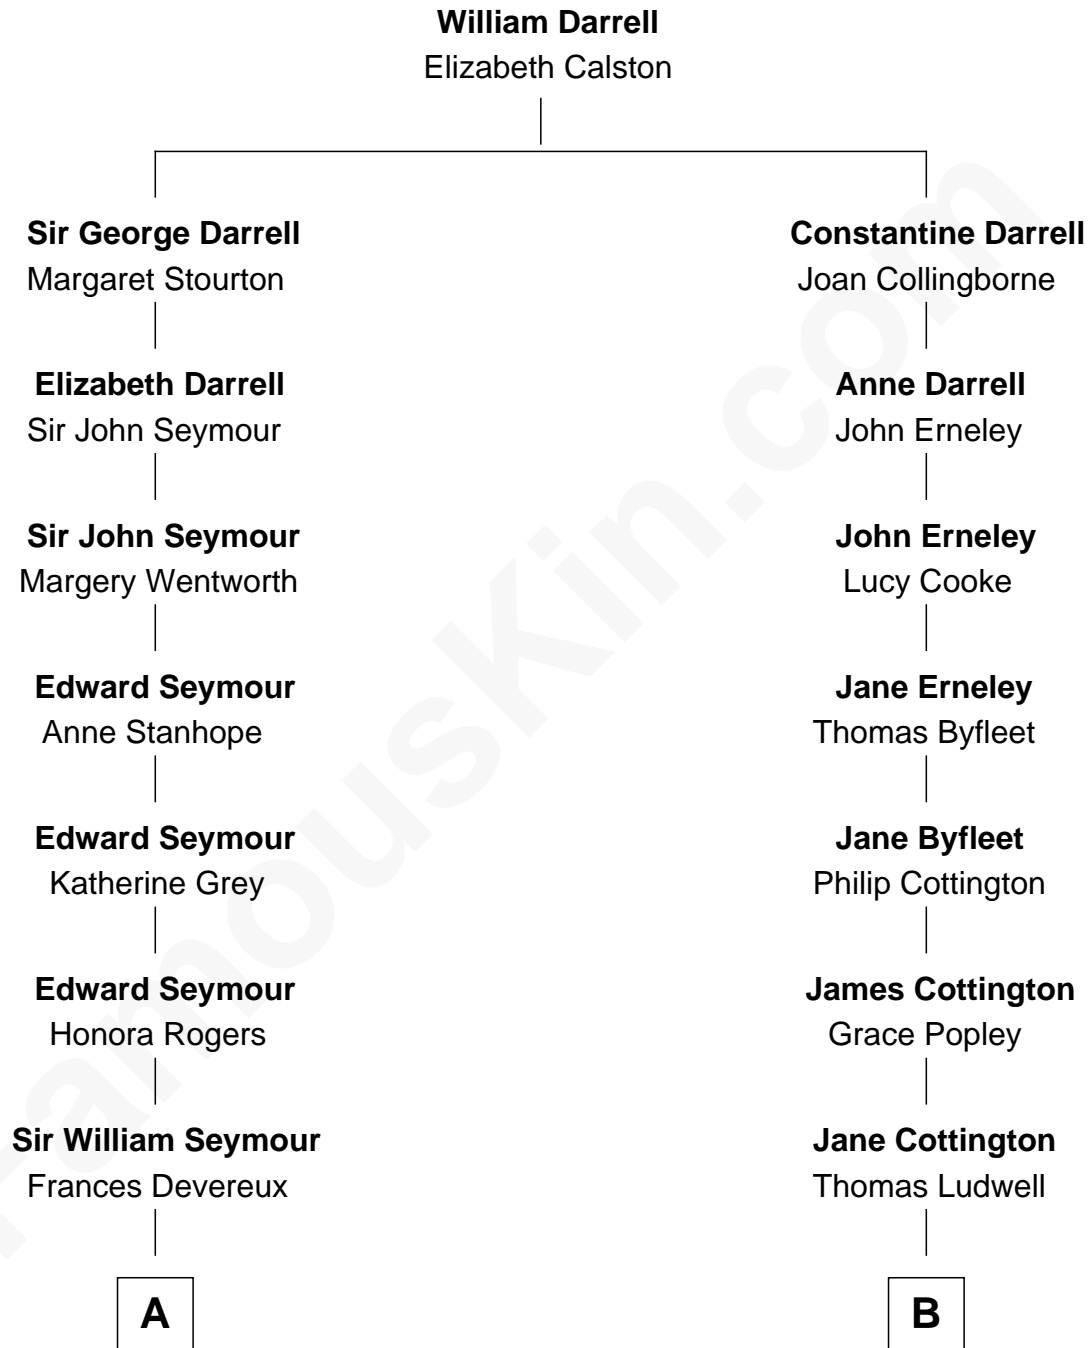 William Darrell
Elizabeth Calston
Sir George Darrell
Margaret Stourton
Elizabeth Darrell
Sir John Seymour
Sir John Seymour
Margery Wentworth
Edward Seymour
Anne Stanhope
Edward Seymour
Katherine Grey
Edward Seymour
Honora Rogers
Sir William Seymour
Frances Devereux
A
Constantine Darrell
Joan Collingborne
Anne Darrell
John Erneley
John Erneley
Lucy Cooke
Jane Erneley
Thomas Byfleet
Jane Byfleet
Philip Cottington
James Cottington
Grace Popley
Jane Cottington
Thomas Ludwell
B
FamousKin.com